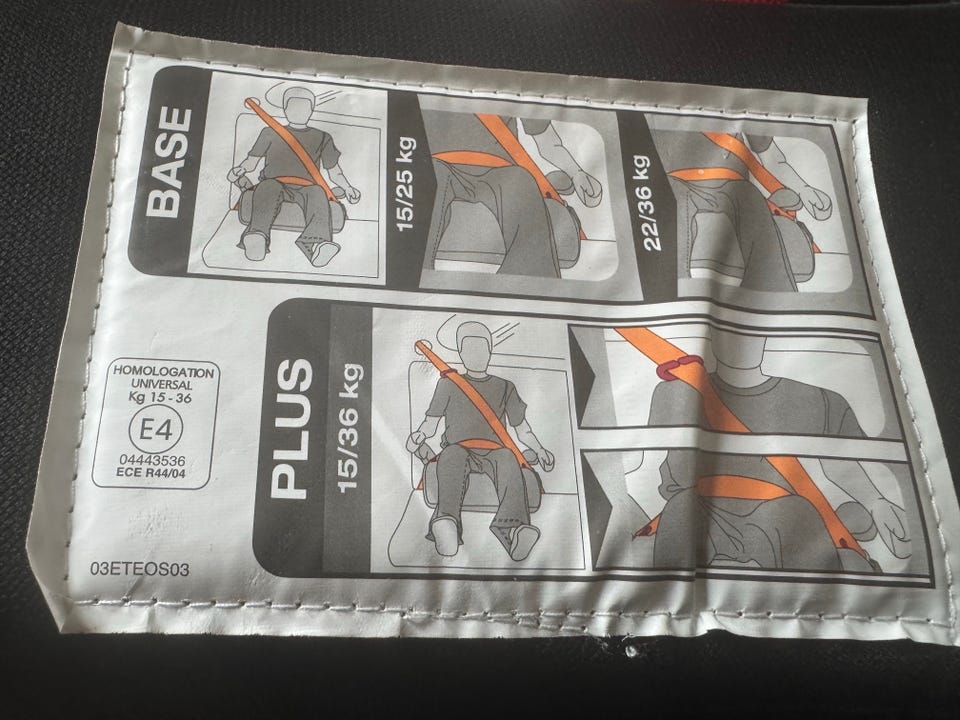 BASE
15/25 kg
22/36 kg
PLUS
15/36 kg
HOMOLOGATION
UNIVERSAL
Kg 15 - 36
E4
04443536
ECE R44/04
03ETEOS03